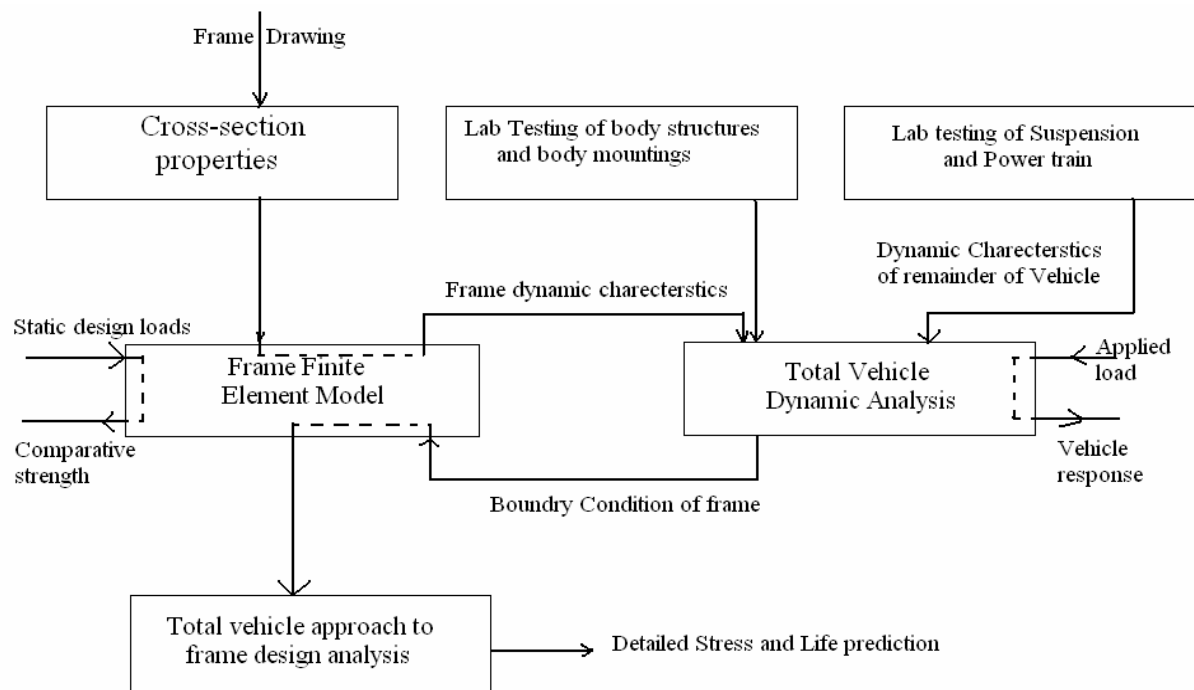 Frame Drawing
Cross-section
properties
Lab Testing of body structures
and body mountings
Lab testing of Suspension
and Power train
Dynamic Charecterstics
of remainder of Vehicle
Frame dynamic charecterstics
Static design loads
Frame Finite
Element Model
Total Vehicle
Dynamic Analysis
Applied
load
Comparative
strength
Vehicle
response
Boundry Condition of frame
Total vehicle approach to
frame design analysis
Detailed Stress and Life prediction